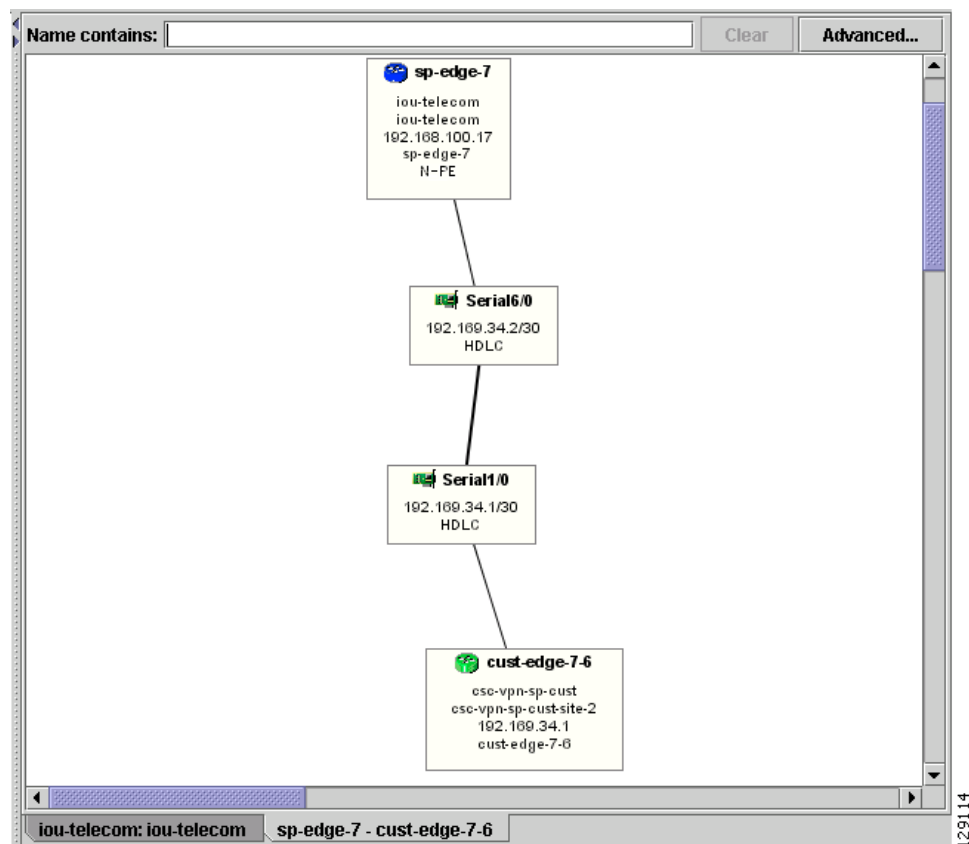 Name contains:
Clear
Advanced...
sp-edge-7
iou-telecom
iou-telecom
192.168.100.17
sp-edge-7
N-PE
Serial6/0
192.169.34.2/30
HDLC
Serial1/0
192.169.34.1/30
HDLC
cust-edge-7-6
csc-vpn-sp-cust
csc-vpn-sp-cust-site-2
192.169.34.1
cust-edge-7-6
iou-telecom: iou-telecom
sp-edge-7 - cust-edge-7-6
129114